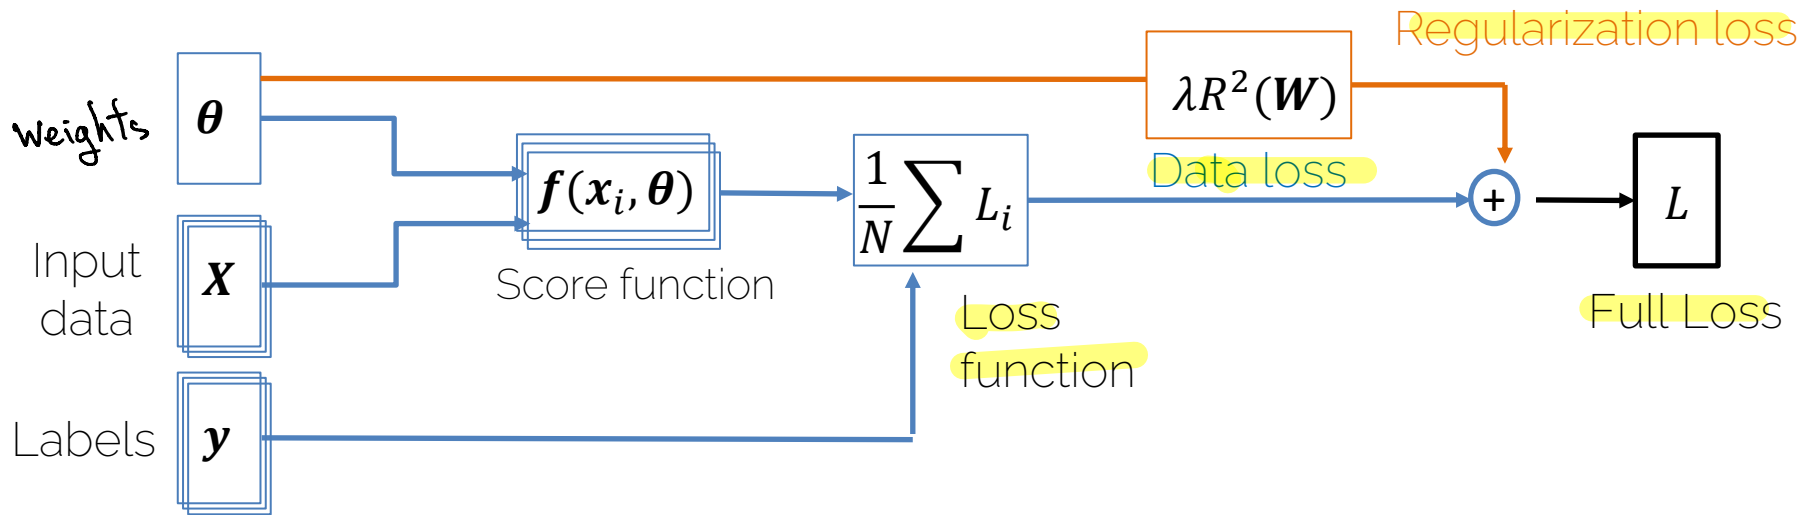 Regularization loss
weights
θ
λR²(W)
Data loss
f(xᵢ, θ)
1/N ∑ Lᵢ
+
L
Input
data
X
Score function
Loss
function
Full Loss
Labels
y